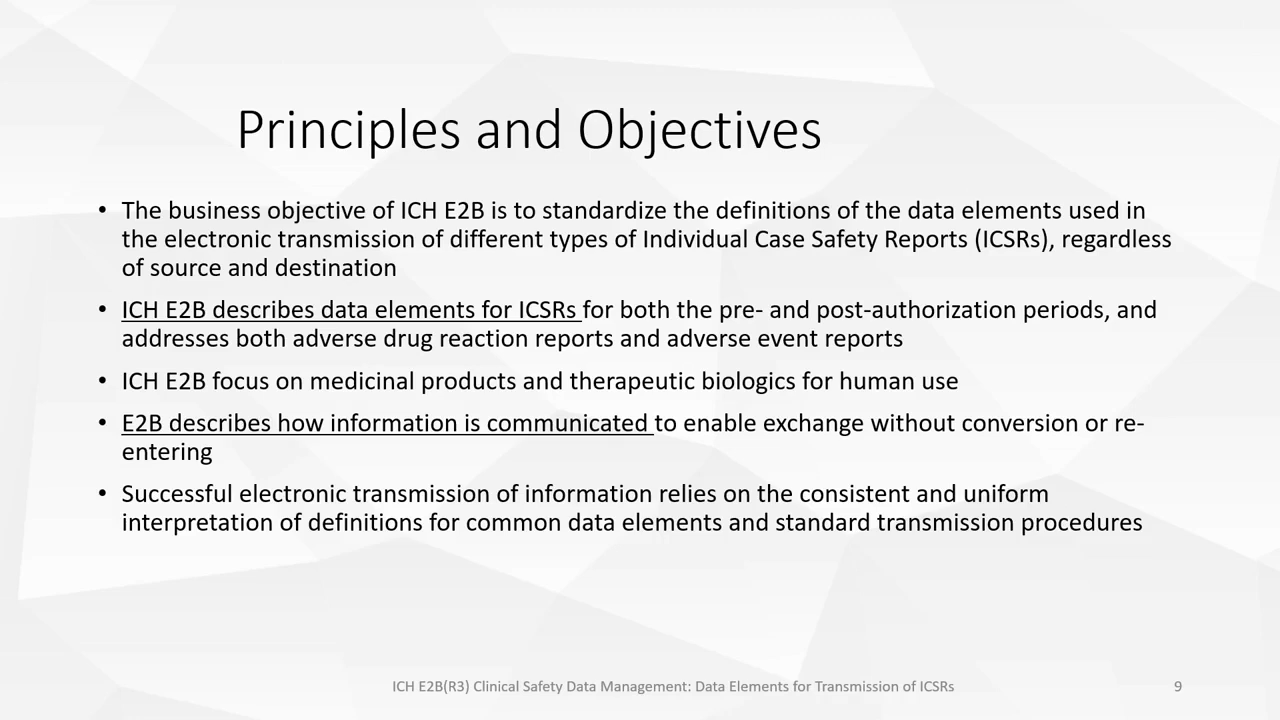 Principles and Objectives
• The business objective of ICH E2B is to standardize the definitions of the data elements used in
the electronic transmission of different types of Individual Case Safety Reports (ICSRs), regardless
of source and destination
• ICH E2B describes data elements for ICSRs for both the pre- and post-authorization periods, and
addresses both adverse drug reaction reports and adverse event reports
• ICH E2B focus on medicinal products and therapeutic biologics for human use
• E2B describes how information is communicated to enable exchange without conversion or re-
entering
• Successful electronic transmission of information relies on the consistent and uniform
interpretation of definitions for common data elements and standard transmission procedures
ICH E2B(R3) Clinical Safety Data Management: Data Elements for Transmission of ICSRs
9